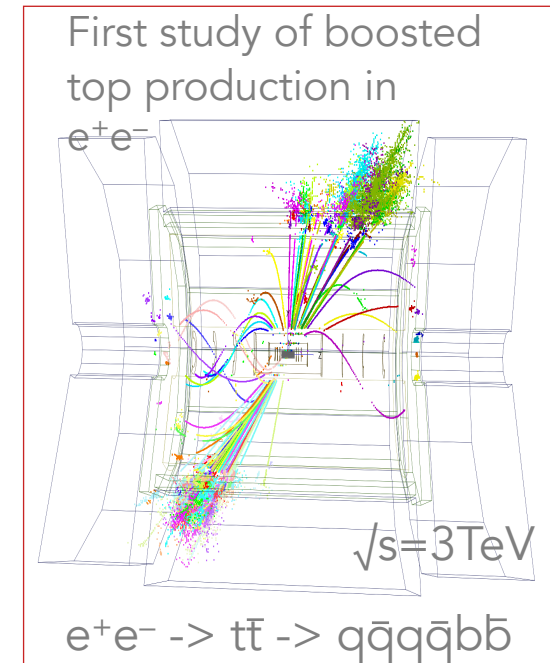 First study of boosted
top production in
e⁺e⁻
Z
√s=3TeV
e⁺e⁻ -> tt̄ -> qq̄qq̄bb̄